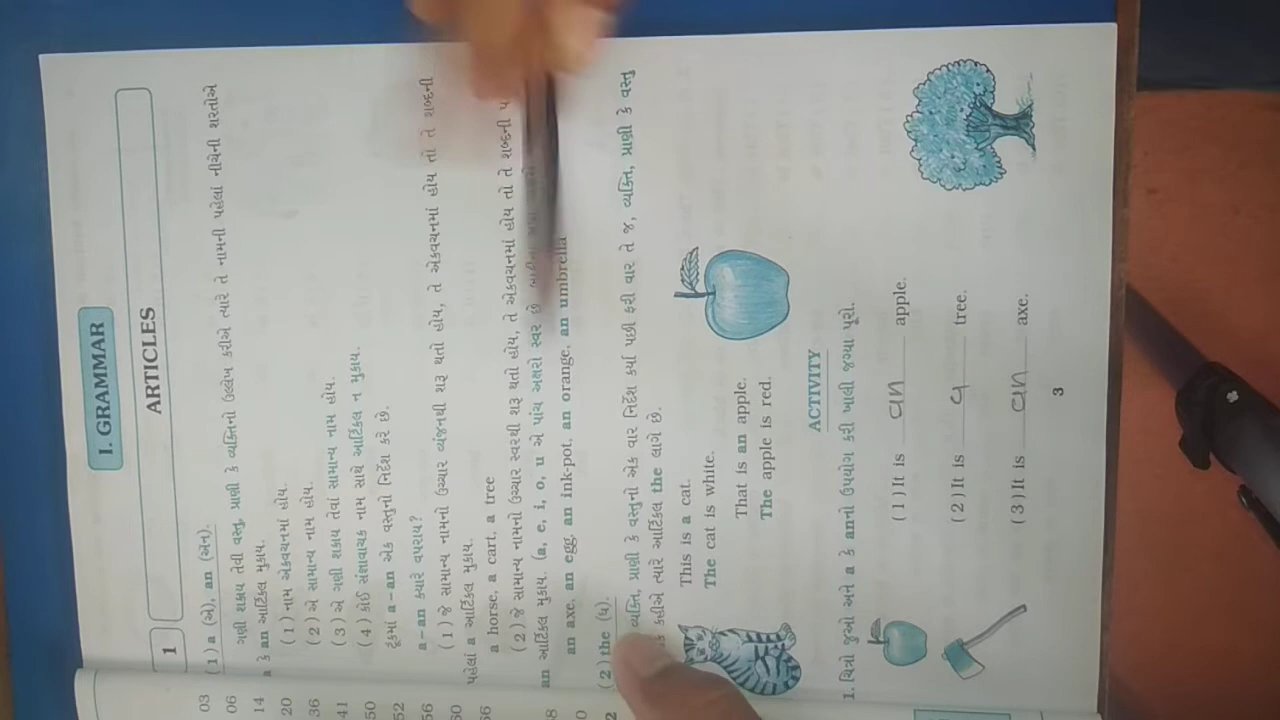 I. GRAMMAR
1
ARTICLES
(1) a (એ), an (એન).
ગણી શકાય તેવી વસ્તુ, પ્રાણી કે વ્યક્તિનો ઉલ્લેખ કરીએ ત્યારે તે નામની પહેલાં નીચેની શરતોએ
a કે an આર્ટિકલ મુકાય.
(1) નામ એકવચનમાં હોય.
(2) એ સામાન્ય નામ હોય.
(3) એ ગણી શકાય તેવાં સામાન્ય નામ હોય.
(4) કોઈ સંજ્ઞાવાચક નામ સાથે આર્ટિકલ ન મુકાય.
ટૂંકમાં a – an એક વસ્તુનો નિર્દેશ કરે છે.
a – an ક્યારે વપરાય?
(1) જે સામાન્ય નામનો ઉચ્ચાર વ્યંજનથી શરૂ થતો હોય, તે એકવચનમાં હોય તો તે શબ્દની
પહેલાં a આર્ટિકલ મુકાય.
a horse, a cart, a tree
(2) જે સામાન્ય નામનો ઉચ્ચાર સ્વરથી શરૂ થતો હોય, તે એકવચનમાં હોય તો તે શબ્દની પ
an આર્ટિકલ મુકાય. (a, e, i, o, u એ પાંચ અક્ષરો સ્વર છે
an axe, an egg, an ink-pot, an orange, an umbrella
(2) the (ધ).
વ્યક્તિ, પ્રાણી કે વસ્તુનો એક વાર નિર્દેશ કર્યા પછી ફરી વાર તે જ, વ્યક્તિ, પ્રાણી કે વસ્તુ
કહીએ ત્યારે આર્ટિકલ the લાગે છે.
This is a cat.
The cat is white.
That is an apple.
The apple is red.
ACTIVITY
1. ચિત્રો જુઓ અને a કે anનો ઉપયોગ કરી ખાલી જગ્યા પૂરો.
(1) It is an apple.
(2) It is a tree.
(3) It is an axe.
3
03
06
14
20
36
41
50
52
56
60
66